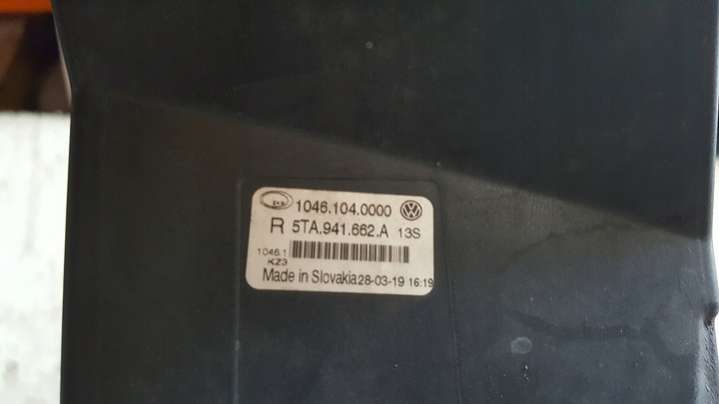 1046.104.0000
R 5TA.941.662.A 13S
1046.1
KZ3
Made in Slovakia 28-03-19 16:19